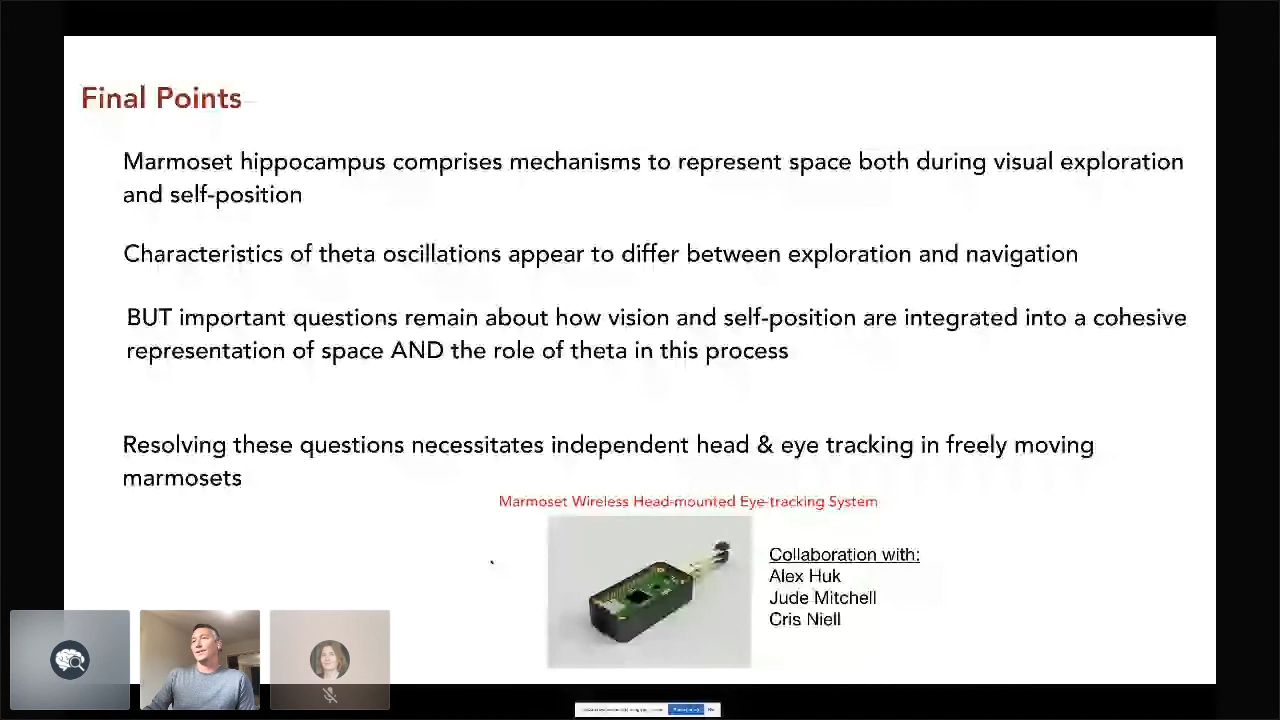 Final Points
Marmoset hippocampus comprises mechanisms to represent space both during visual exploration
and self-position
Characteristics of theta oscillations appear to differ between exploration and navigation
BUT important questions remain about how vision and self-position are integrated into a cohesive
representation of space AND the role of theta in this process
Resolving these questions necessitates independent head & eye tracking in freely moving
marmosets
Marmoset Wireless Head-mounted Eye-tracking System
Collaboration with:
Alex Huk
Jude Mitchell
Cris Niell